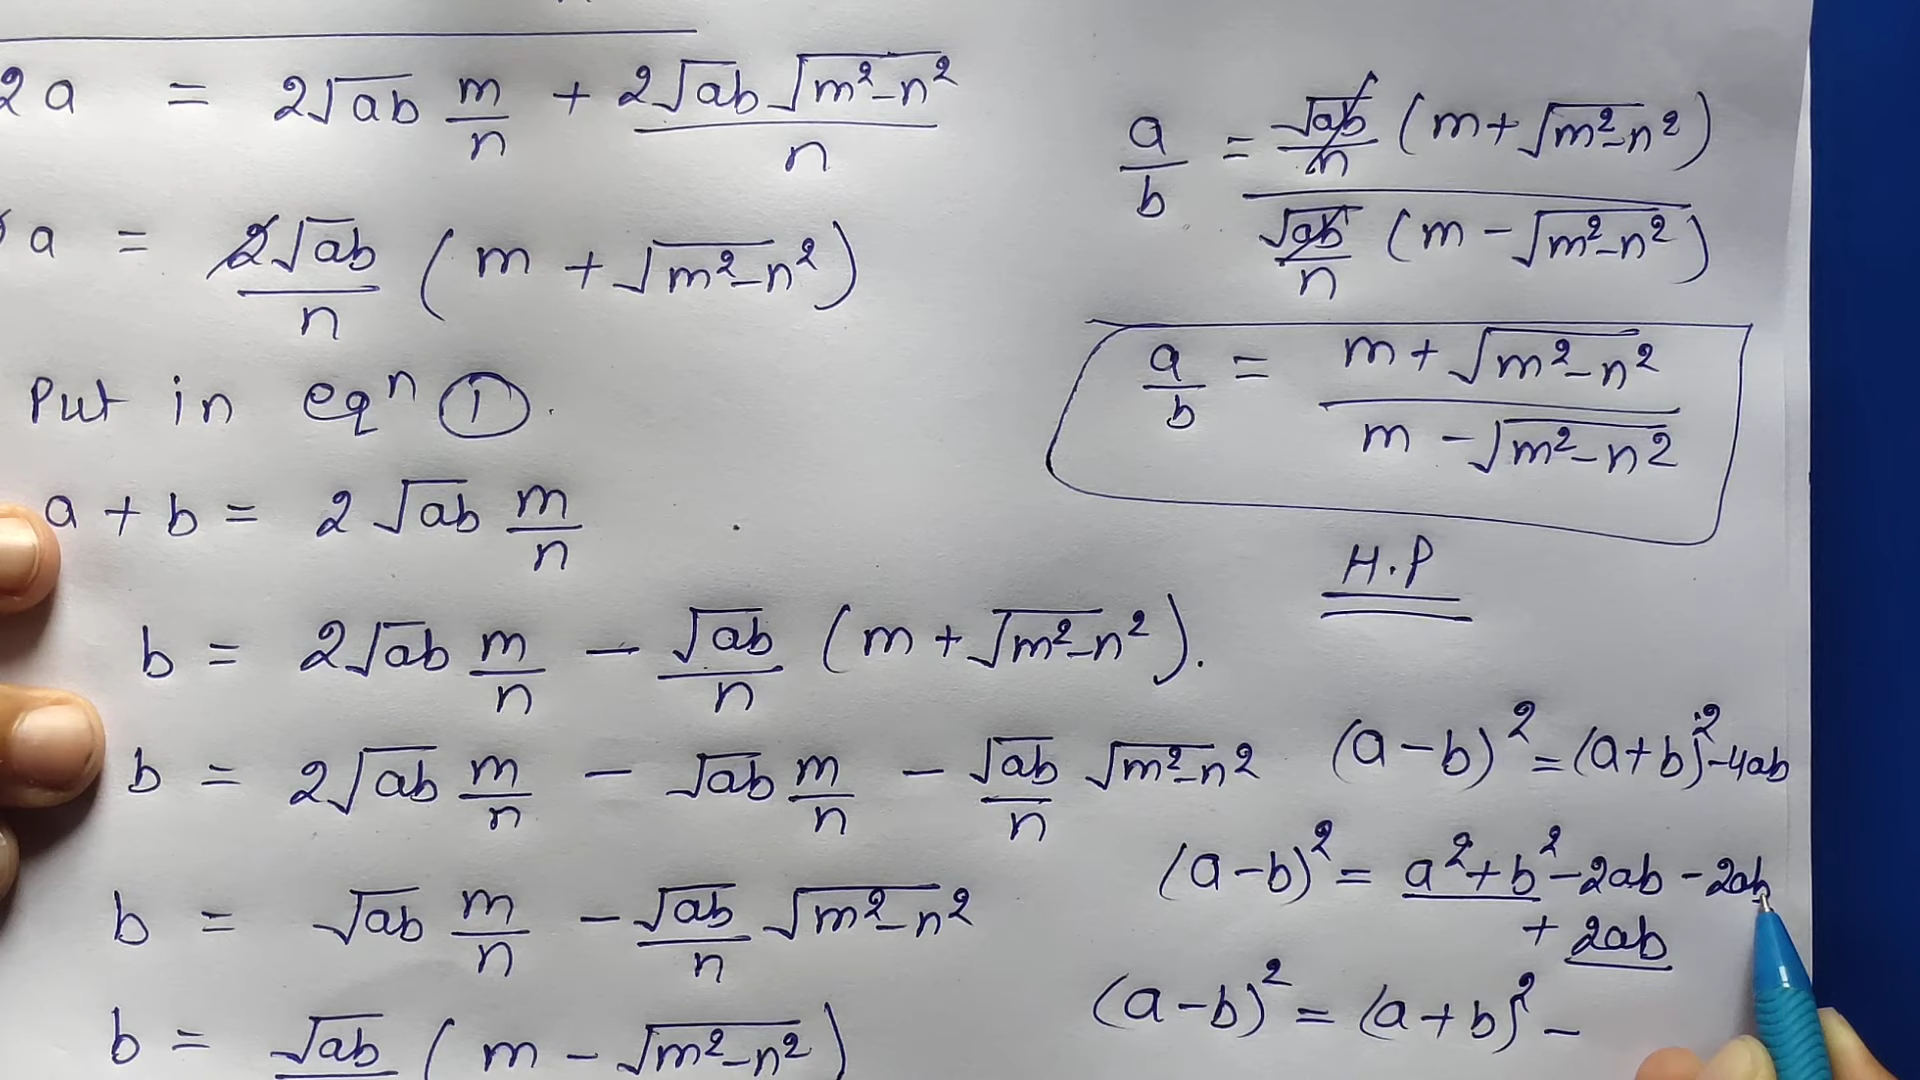 2a = 2√ab m/n + 2√ab √m²-n²/n
a = 2√ab/n (m + √m²-n²)
Put in eqⁿ ①.
a + b = 2√ab m/n
b = 2√ab m/n - √ab/n (m + √m²-n²).
b = 2√ab m/n - √ab m/n - √ab/n √m²-n²
b = √ab m/n - √ab/n √m²-n²
b = √ab (m - √m²-n²)
a/b = √ab/n (m + √m²-n²) / √ab/n (m - √m²-n²)
a/b = m + √m²-n² / m - √m²-n²
H.P
(a-b)² = (a+b)² - 4ab
(a-b)² = a² + b² - 2ab - 2ab
+ 2ab
(a-b)² = (a+b)² -